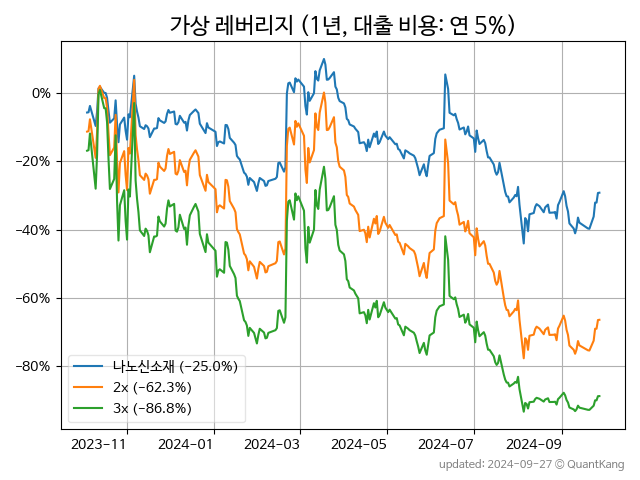 가상 레버리지 (1년, 대출 비용: 연 5%)
0%
−20%
−40%
−60%
−80%
나노신소재 (−25.0%)
2x (−62.3%)
3x (−86.8%)
2023−11 2024−01 2024−03 2024−05 2024−07 2024−09
updated: 2024−09−27 © QuantKang